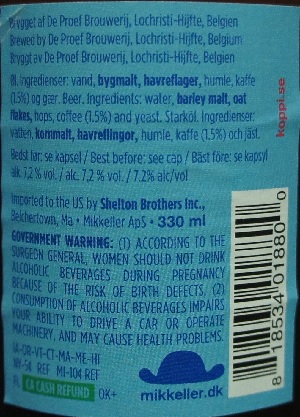 Brygget af De Proef Brouwerij, Lochristi-Hijfte, Belgien
Brewed by De Proef Brouwerij, Lochristi-Hijfte, Belgium
Bryggt av De Proef Brouwerij, Lochristi-Hijfte, Belgien
Ingredienser: vand, bygmalt, havreflager, humle, kaffe
(1.5%) og gær. Beer. Ingredients: water, barley malt, oat
flakes, hops, coffee (1.5%) and yeast. Starköl. Ingredienser:
vatten, kornmalt, havreflingor, humle, kaffe (1.5%) och jäst.
Bedst før: se kapsel / Best before: see cap / Bäst före: se kapsyl
alk. 7,2 % vol. / alc. 7,2 % vol. / 7.2% alc/vol
Imported to the US by Shelton Brothers Inc.,
Belchertown, Ma • Mikkeller ApS • 330 ml
GOVERNMENT WARNING: (1) ACCORDING TO THE
SURGEON GENERAL, WOMEN SHOULD NOT DRINK
ALCOHOLIC BEVERAGES DURING PREGNANCY
BECAUSE OF THE RISK OF BIRTH DEFECTS. (2)
CONSUMPTION OF ALCOHOLIC BEVERAGES IMPAIRS
YOUR ABILITY TO DRIVE A CAR OR OPERATE
MACHINERY, AND MAY CAUSE HEALTH PROBLEMS.
IA-OR-VT-CT-MA-ME-HI
NY-5¢ REF MI-10¢ REF
CA CASH REFUND OK+
mikkeller.dk
koppi.se
8 18534 01880 0